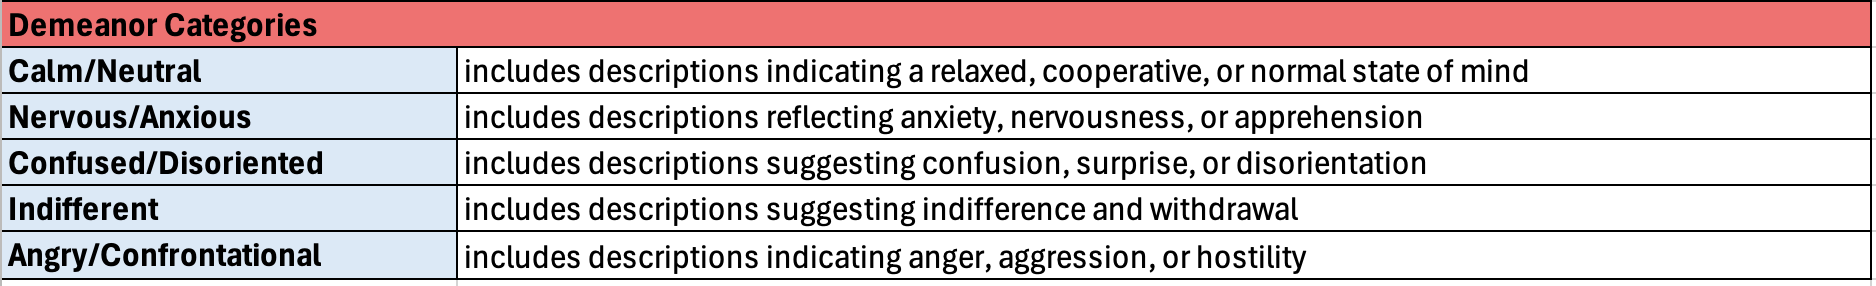 Demeanor Categories
Calm/Neutral includes descriptions indicating a relaxed, cooperative, or normal state of mind
Nervous/Anxious includes descriptions reflecting anxiety, nervousness, or apprehension
Confused/Disoriented includes descriptions suggesting confusion, surprise, or disorientation
Indifferent includes descriptions suggesting indifference and withdrawal
Angry/Confrontational includes descriptions indicating anger, aggression, or hostility